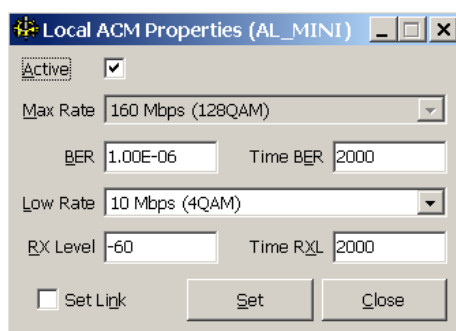 Local ACM Properties (AL_MINI)
Active
Max Rate 160 Mbps (128QAM)
BER 1.00E-06 Time BER 2000
Low Rate 10 Mbps (4QAM)
RX Level -60 Time RXL 2000
Set Link Set Close